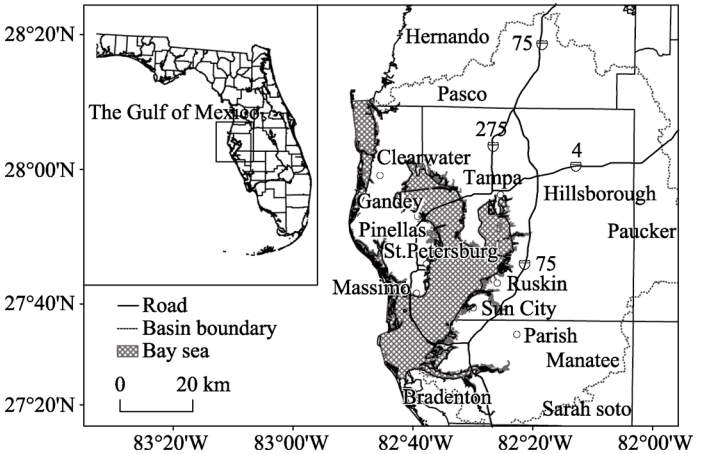 28°20'N
28°00'N
27°40'N
27°20'N
The Gulf of Mexico
Hernando
75
Pasco
275
4
Clearwater
Tampa
Hillsborough
Gandey
Pinellas
Paucker
St.Petersburg
75
Massimo
Ruskin
Sun City
Parish
Manatee
Bradenton
Sarah soto
Road
Basin boundary
Bay sea
0 20 km
83°20'W 83°00'W 82°40'W 82°20'W 82°00'W